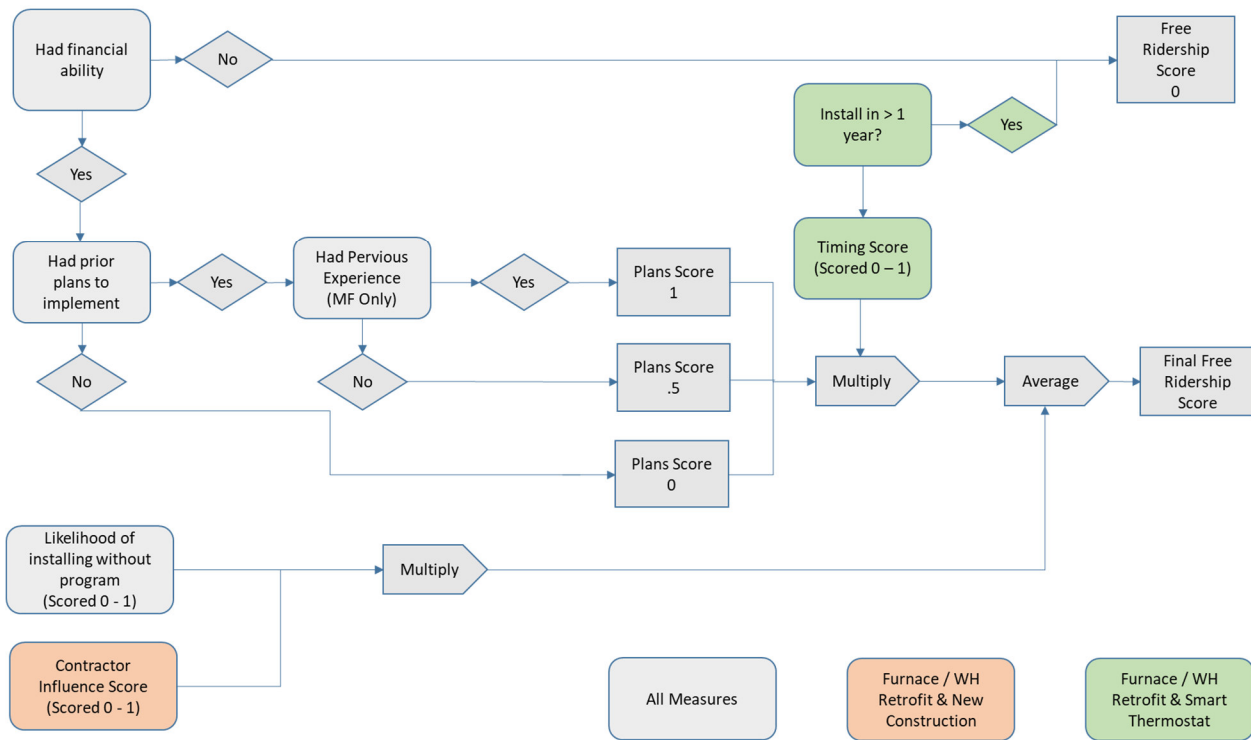 Had financial
ability
No
Free
Ridership
Score
0
Install in > 1
year?
Yes
Yes
Had prior
plans to
implement
Yes
Had Pervious
Experience
(MF Only)
Yes
Plans Score
1
Timing Score
(Scored 0 – 1)
No
No
Plans Score
.5
Multiply
Average
Final Free
Ridership
Score
Plans Score
0
Likelihood of
installing without
program
(Scored 0 - 1)
Multiply
Contractor
Influence Score
(Scored 0 - 1)
All Measures
Furnace / WH
Retrofit & New
Construction
Furnace / WH
Retrofit & Smart
Thermostat